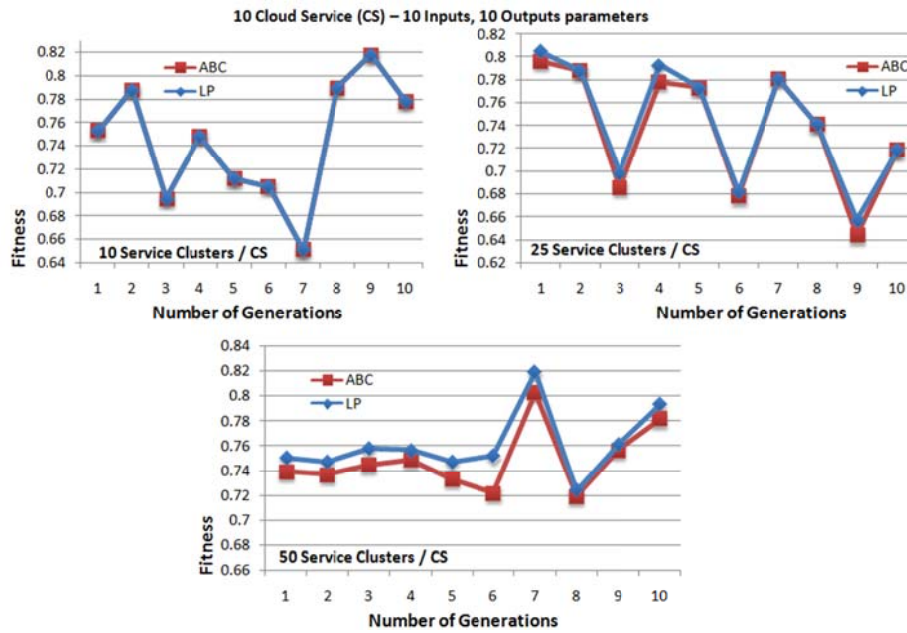 10 Cloud Service (CS) – 10 Inputs, 10 Outputs parameters
0.82
0.8
0.78
0.76
0.74
0.72
0.7
0.68
0.66
0.64
Fitness
ABC
LP
10 Service Clusters / CS
1 2 3 4 5 6 7 8 9 10
Number of Generations
0.82
0.8
0.78
0.76
0.74
0.72
0.7
0.68
0.66
0.64
0.62
Fitness
ABC
LP
25 Service Clusters / CS
1 2 3 4 5 6 7 8 9 10
Number of Generations
0.84
0.82
0.8
0.78
0.76
0.74
0.72
0.7
0.68
0.66
Fitness
ABC
LP
50 Service Clusters / CS
1 2 3 4 5 6 7 8 9 10
Number of Generations